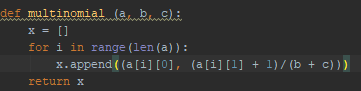 def multinomial (a, b, c):
    x = []
    for i in range(len(a)):
        x.append((a[i][0], (a[i][1] + 1)/(b + c)))
    return x